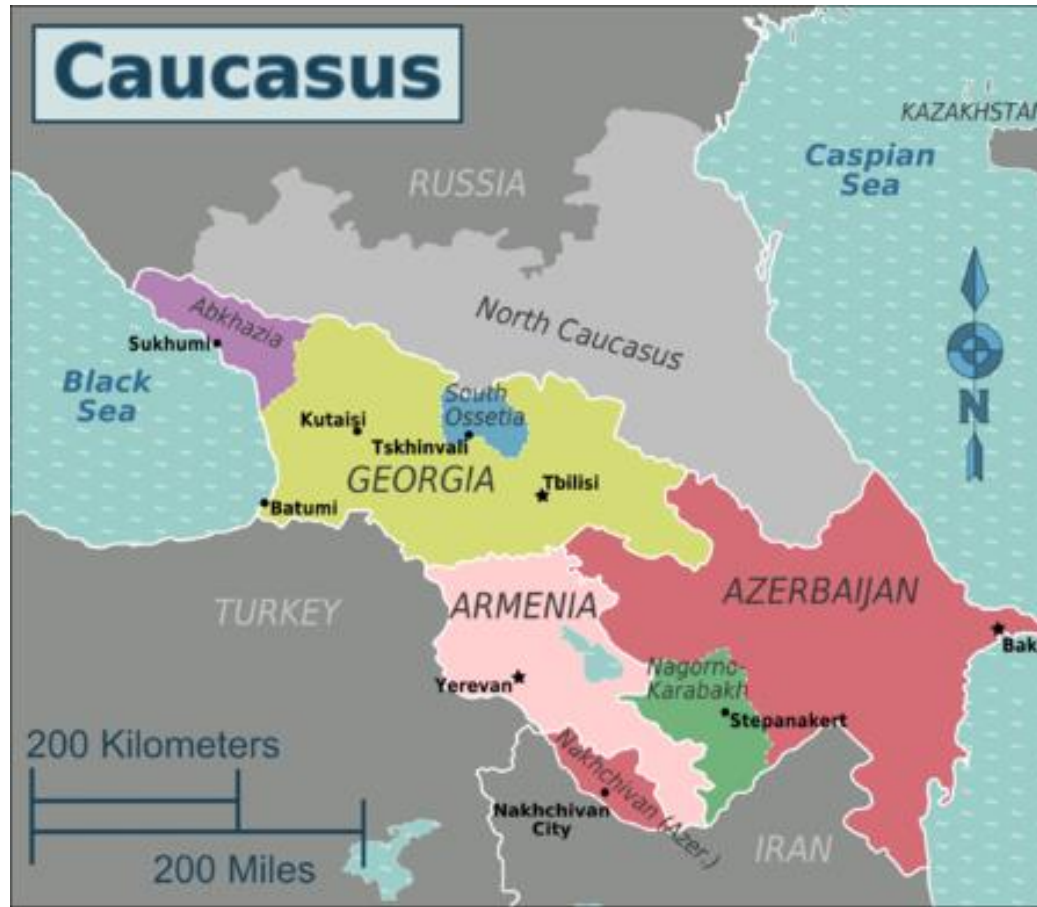 Caucasus
KAZAKHSTAN
Caspian
Sea
RUSSIA
North Caucasus
Abkhazia
Sukhumi
Black
Sea
South
Ossetia
Kutaisi
Tskhinvali
GEORGIA
Tbilisi
N
Batumi
AZERBAIJAN
ARMENIA
TURKEY
Bak
Nagorno-
Karabakh
Yerevan
Stepanakert
200 Kilometers
Nakhchivan (Azer.)
Nakhchivan
City
IRAN
200 Miles